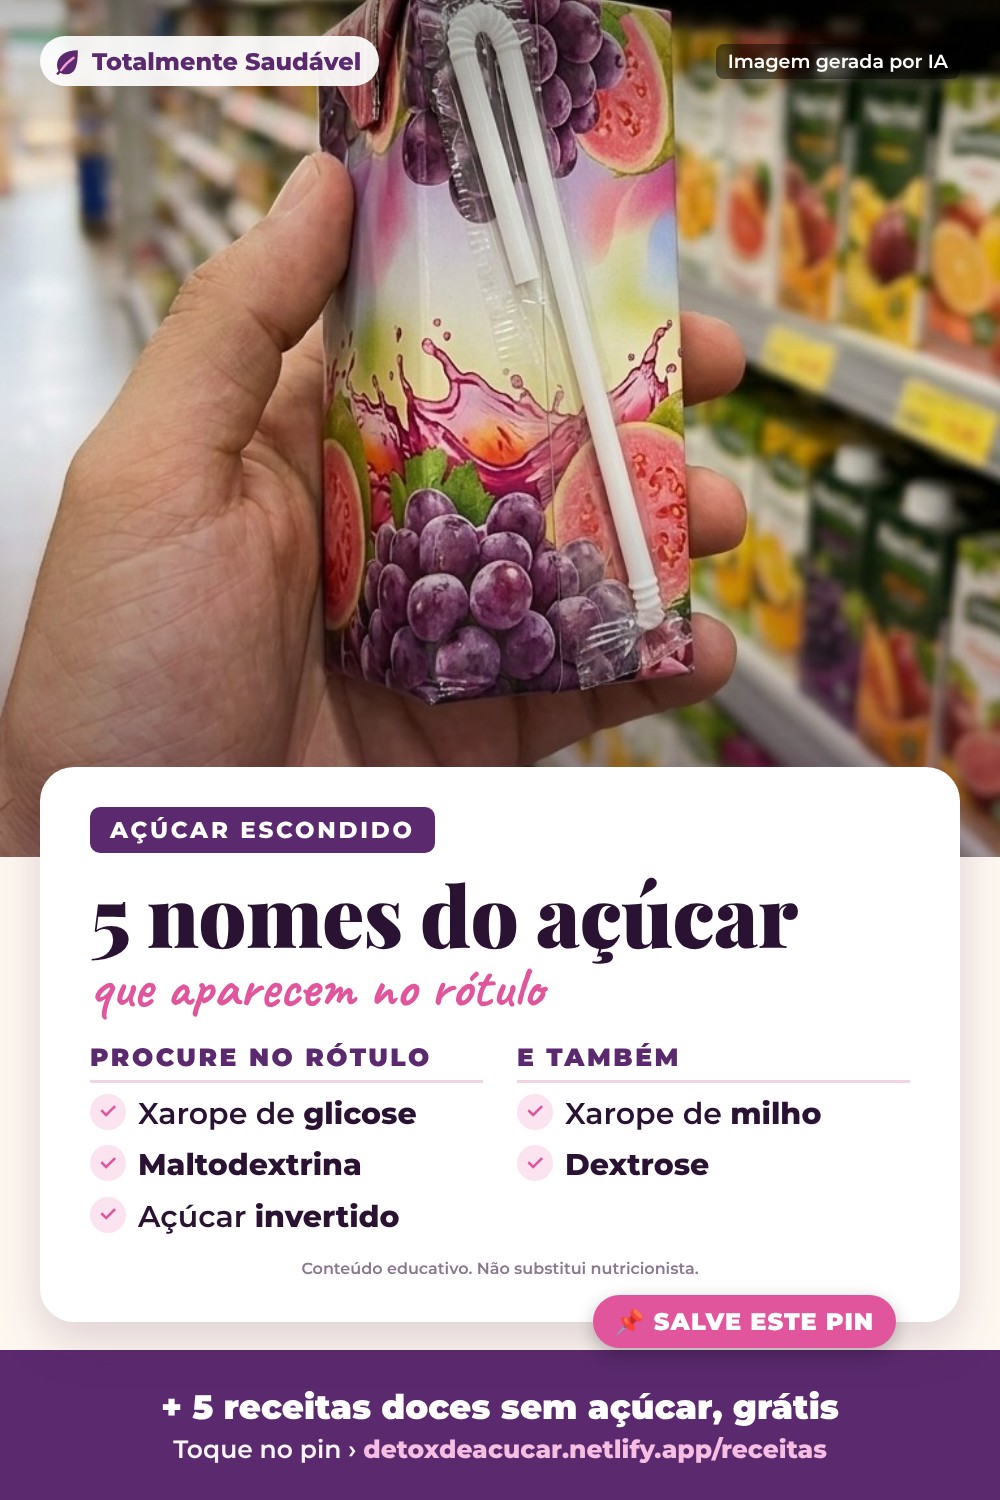 Totalmente Saudável
Imagem gerada por IA
AÇÚCAR ESCONDIDO
5 nomes do açúcar
que aparecem no rótulo
PROCURE NO RÓTULO
Xarope de glicose
Maltodextrina
Açúcar invertido
E TAMBÉM
Xarope de milho
Dextrose
Conteúdo educativo. Não substitui nutricionista.
📌 SALVE ESTE PIN
+ 5 receitas doces sem açúcar, grátis
Toque no pin › detoxdeacucar.netlify.app/receitas